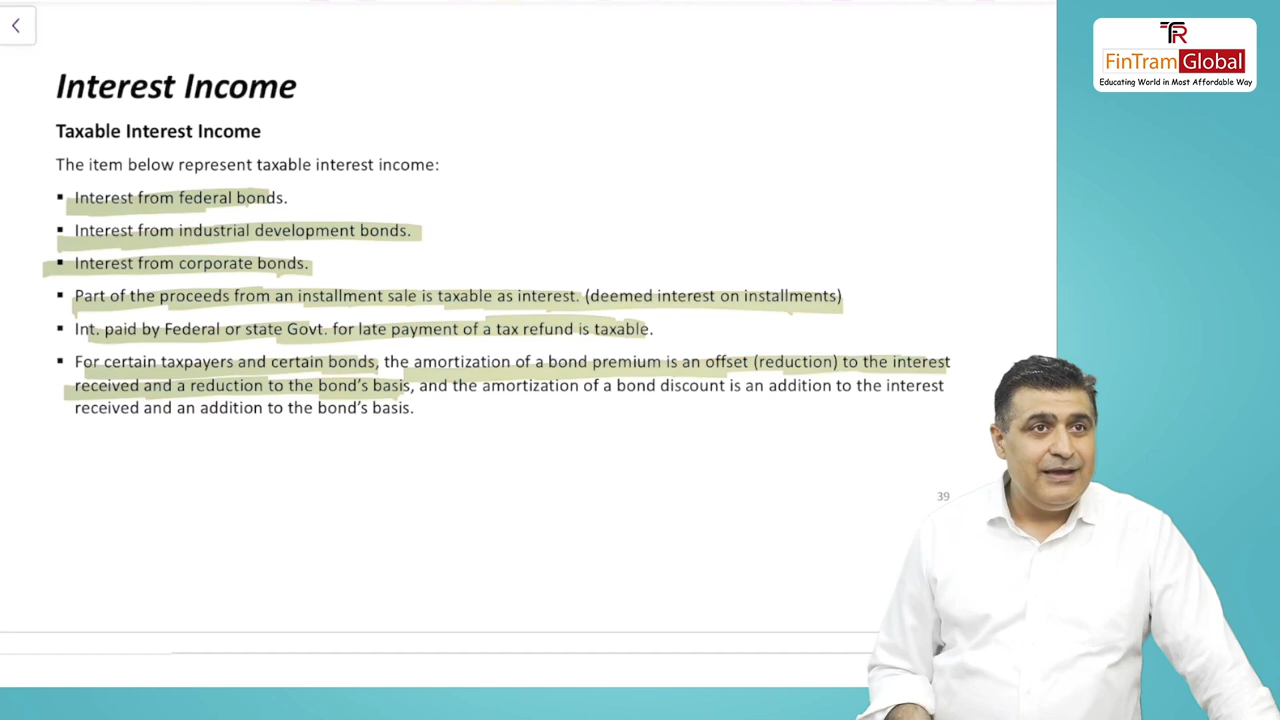 Interest Income
Taxable Interest Income
The item below represent taxable interest income:
▪ Interest from federal bonds.
▪ Interest from industrial development bonds.
▪ Interest from corporate bonds.
▪ Part of the proceeds from an installment sale is taxable as interest. (deemed interest on installments)
▪ Int. paid by Federal or state Govt. for late payment of a tax refund is taxable.
▪ For certain taxpayers and certain bonds, the amortization of a bond premium is an offset (reduction) to the interest
received and a reduction to the bond's basis, and the amortization of a bond discount is an addition to the interest
received and an addition to the bond's basis.
39
FinTram Global
Educating World in Most Affordable Way